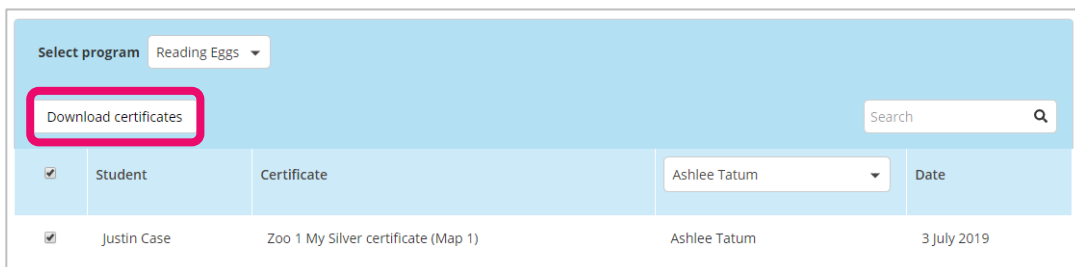 Select program Reading Eggs
Download certificates Search
Student Certificate Ashlee Tatum Date
Justin Case Zoo 1 My Silver certificate (Map 1) Ashlee Tatum 3 July 2019